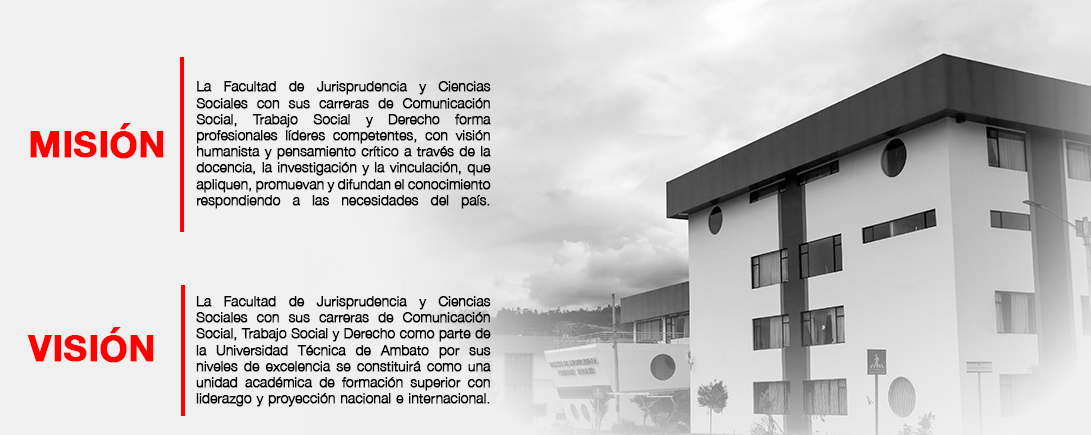 MISIÓN
La Facultad de Jurisprudencia y Ciencias
Sociales con sus carreras de Comunicación
Social, Trabajo Social y Derecho forma
profesionales líderes competentes, con visión
humanista y pensamiento crítico a través de la
docencia, la investigación y la vinculación, que
apliquen, promuevan y difundan el conocimiento
respondiendo a las necesidades del país.
VISIÓN
La Facultad de Jurisprudencia y Ciencias
Sociales con sus carreras de Comunicación
Social, Trabajo Social y Derecho como parte de
la Universidad Técnica de Ambato por sus
niveles de excelencia se constituirá como una
unidad académica de formación superior con
liderazgo y proyección nacional e internacional.